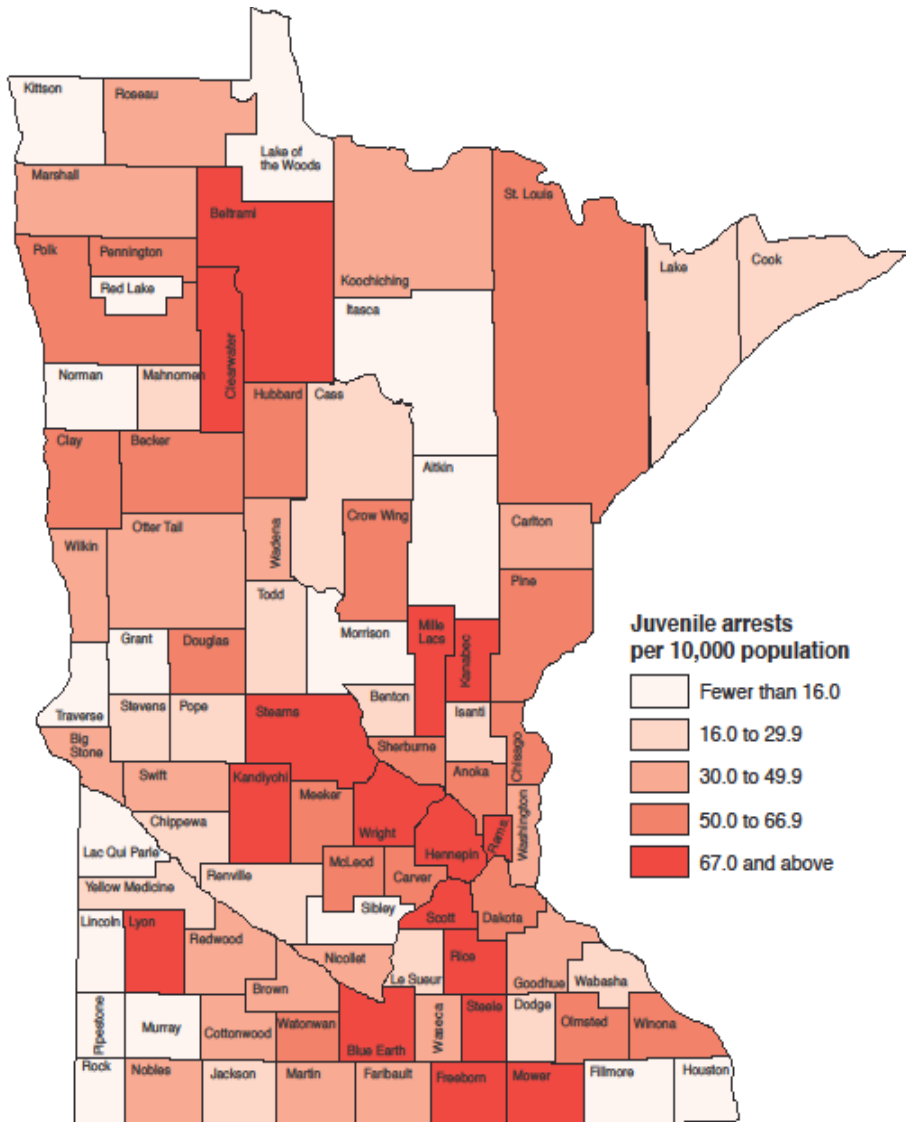 Kittson
Roseau
Lake of
the Woods
Marshall
St. Louis
Beltrami
Polk
Pennington
Koochiching
Lake
Cook
Red Lake
Itasca
Clearwater
Norman
Mahnomen
Hubbard
Cass
Clay
Becker
Aitkin
Crow Wing
Otter Tail
Wadena
Carlton
Wilkin
Pine
Todd
Mille
Lacs
Kanabec
Grant
Douglas
Morrison
Juvenile arrests
per 10,000 population
Fewer than 16.0
16.0 to 29.9
30.0 to 49.9
50.0 to 66.9
67.0 and above
Traverse
Stevens
Pope
Stearns
Benton
Isanti
Big
Stone
Sherburne
Chisago
Swift
Kandiyohi
Meeker
Anoka
Washington
Chippewa
Wright
Hennepin
Rams
Lac Qui Parle
Renville
McLeod
Carver
Yellow Medicine
Sibley
Scott
Dakota
Lincoln
Lyon
Redwood
Nicollet
Le Sueur
Rice
Goodhue
Wabasha
Brown
Pipestone
Murray
Cottonwood
Watonwan
Blue Earth
Waseca
Steele
Dodge
Olmsted
Winona
Rock
Nobles
Jackson
Martin
Faribault
Freeborn
Mower
Fillmore
Houston